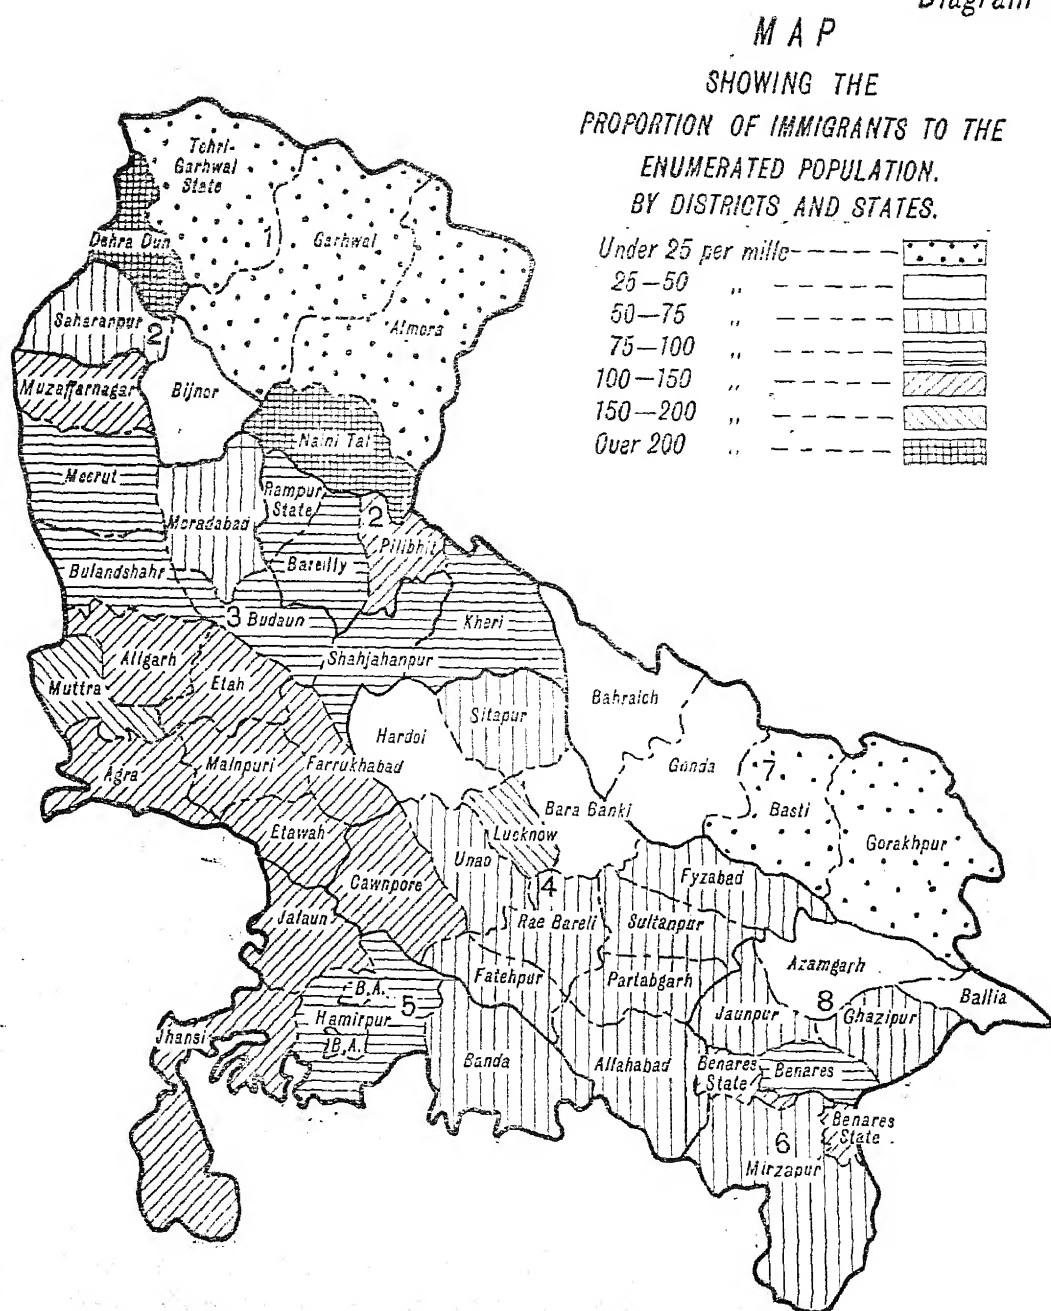 Diagram
MAP
SHOWING THE
PROPORTION OF IMMIGRANTS TO THE
ENUMERATED POPULATION.
BY DISTRICTS AND STATES.
Under 25 per mille
25—50 "
50—75 "
75—100 "
100—150 "
150—200 "
Over 200 "
Tehri-
Garhwal
State
1
Garhwal
Dehra Dun
Almora
Saharanpur
2
Muzaffarnagar
Bijnor
Naini Tal
Meerut
Rampur
State
Moradabad
2
Pilibhit
Bulandshahr
Bareilly
3
Budaun
Kheri
Shahjahanpur
Aligarh
Etah
Muttra
Bahraich
Sitapur
Hardoi
Gonda
7
Agra
Mainpuri
Farrukhabad
Basti
Bara Banki
Etawah
Lucknow
Gorakhpur
Unao
4
Fyzabad
Cawnpore
Jalaun
Rae Bareli
Sultanpur
Azamgarh
Fatehpur
Partabgarh
Ballia
B.A.
5
8
Hamirpur
Jaunpur
Ghazipur
Jhansi
B.A.
Banda
Allahabad
Benares
State
Benares
6
Mirzapur
Benares
State